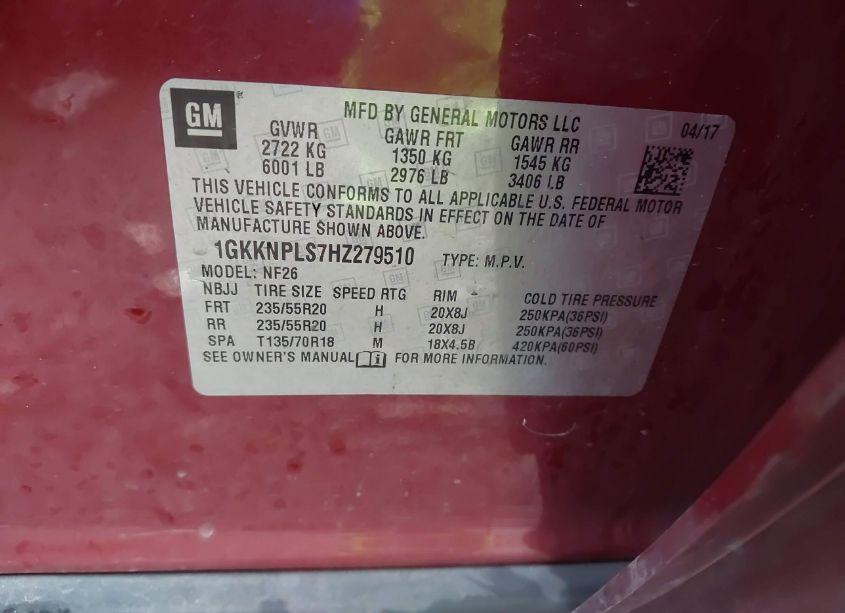 GM
MFD BY GENERAL MOTORS LLC
04/17
GVWR GAWR FRT GAWR RR
2722 KG 1350 KG 1545 KG
6001 LB 2976 LB 3406 LB
THIS VEHICLE CONFORMS TO ALL APPLICABLE U.S. FEDERAL MOTOR
VEHICLE SAFETY STANDARDS IN EFFECT ON THE DATE OF
MANUFACTURE SHOWN ABOVE.
1GKKNPLS7HZ279510 TYPE: M.P.V.
MODEL: NF26
NBJJ TIRE SIZE SPEED RTG RIM COLD TIRE PRESSURE
FRT 235/55R20 H 20X8J 250KPA(36PSI)
RR 235/55R20 H 20X8J 250KPA(36PSI)
SPA T135/70R18 M 18X4.5B 420KPA(60PSI)
SEE OWNER'S MANUAL FOR MORE INFORMATION.